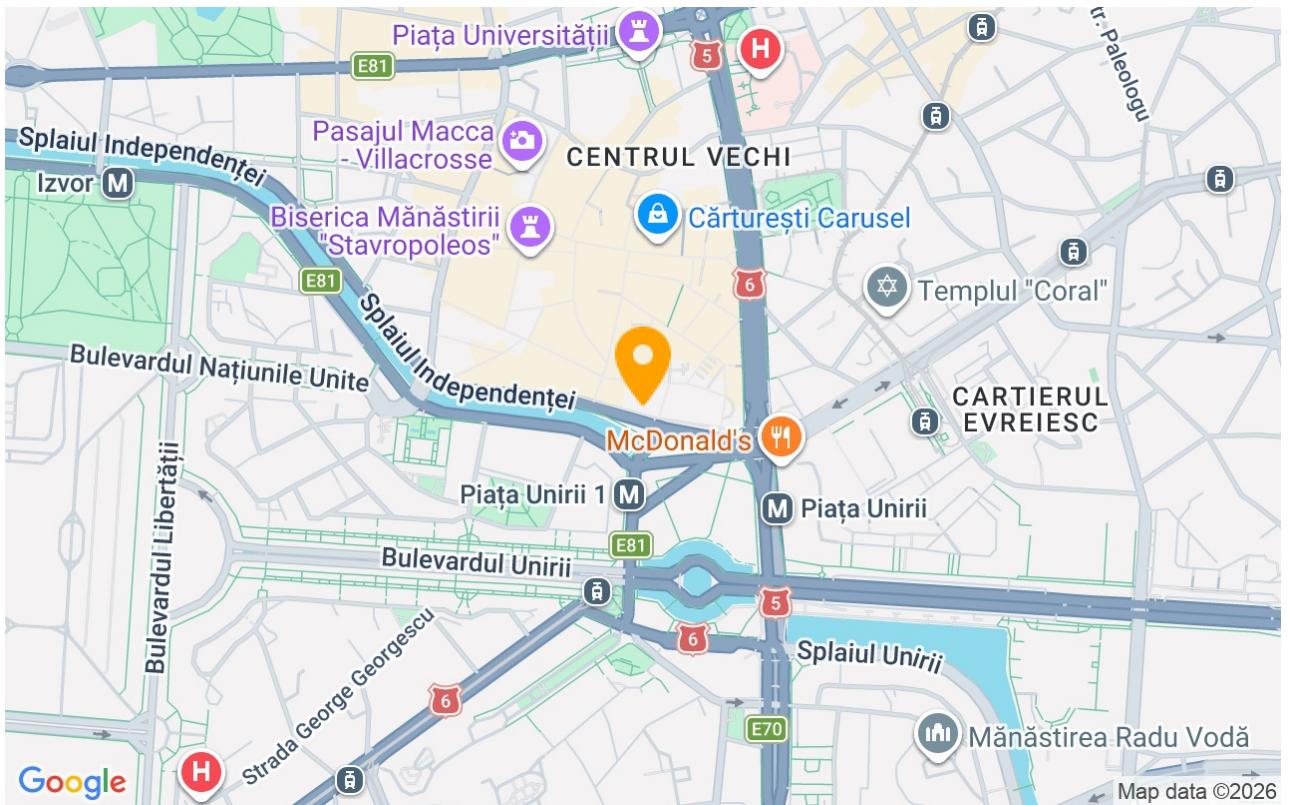 Piața Universității
5
H
E81
tr. Paleologu
Splaiul Independenței
Pasajul Macca
- Villacrosse
CENTRUL VECHI
Izvor M
Biserica Mănăstirii
"Stavropoleos"
Cărturești Carusel
E81
6
Templul "Coral"
Splaiul Independenței
Bulevardul Națiunile Unite
CARTIERUL
EVREIESC
McDonald's
Piața Unirii 1 M
M Piața Unirii
Bulevardul Libertății
E81
Bulevardul Unirii
5
6
Splaiul Unirii
Strada George Georgescu
6
E70
Mănăstirea Radu Vodă
H
Google
Map data ©2026